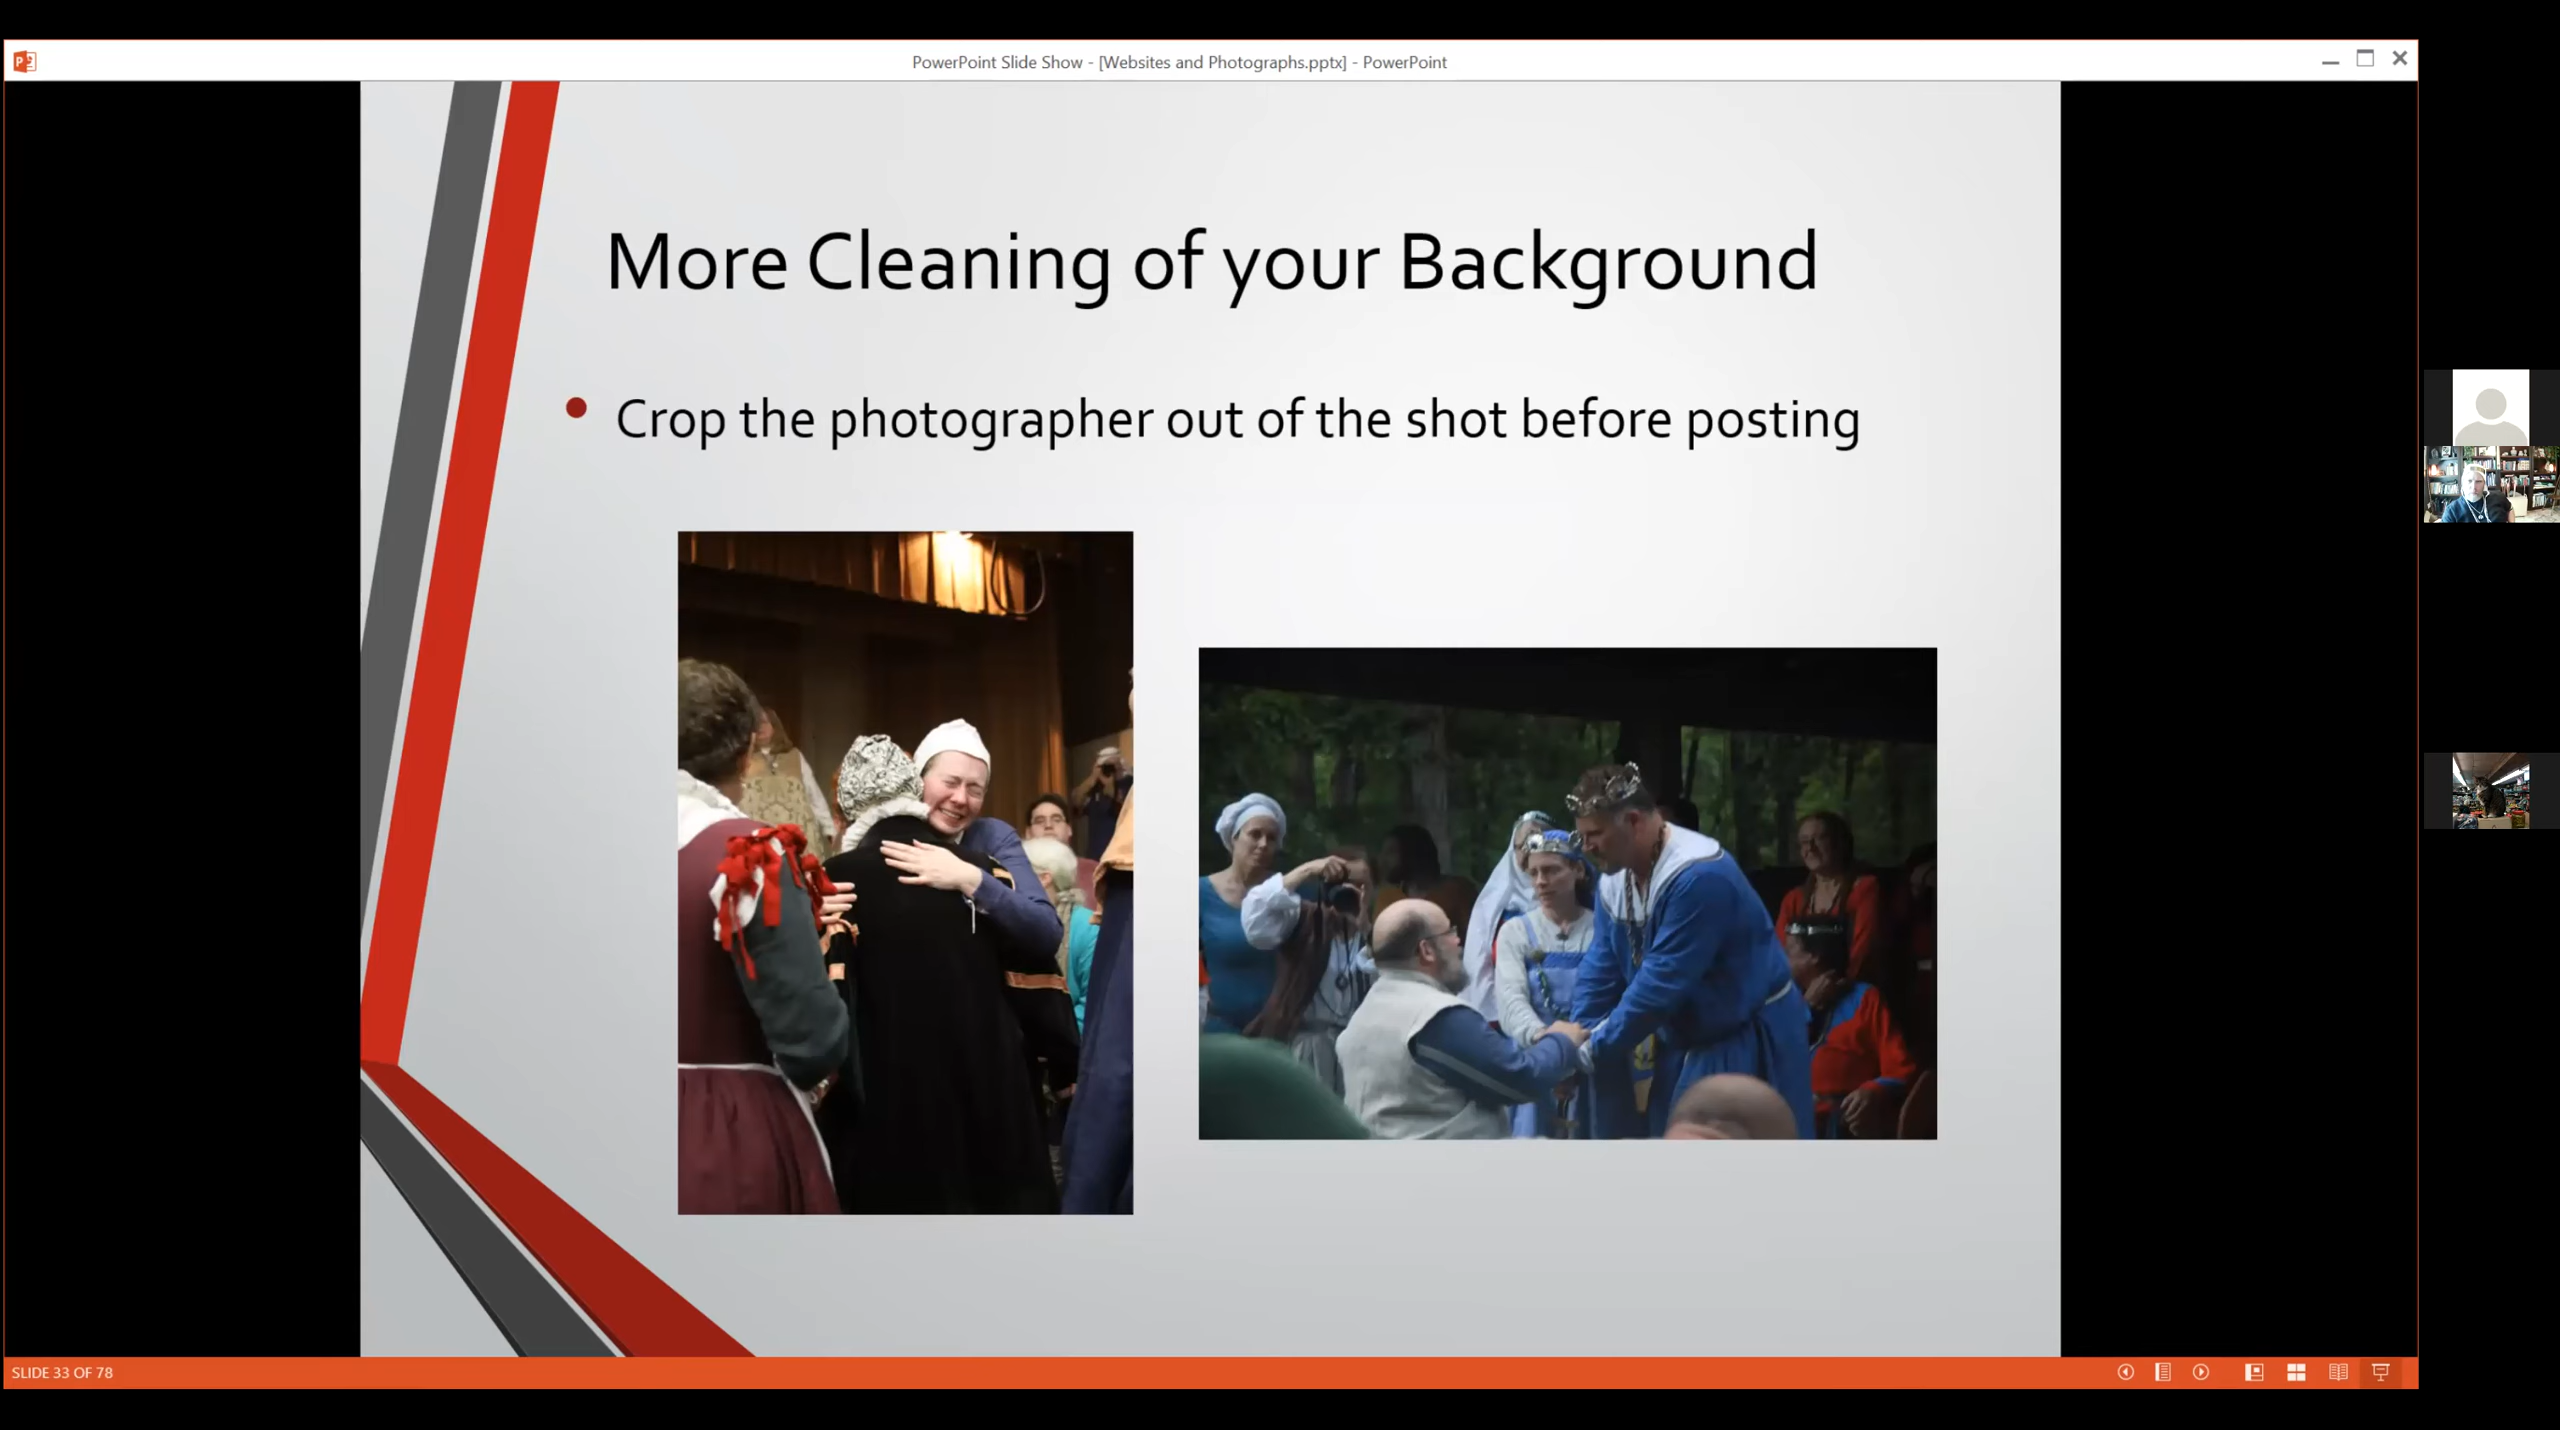 PowerPoint Slide Show - [Websites and Photographs.pptx] - PowerPoint
More Cleaning of your Background
• Crop the photographer out of the shot before posting
SLIDE 33 OF 78